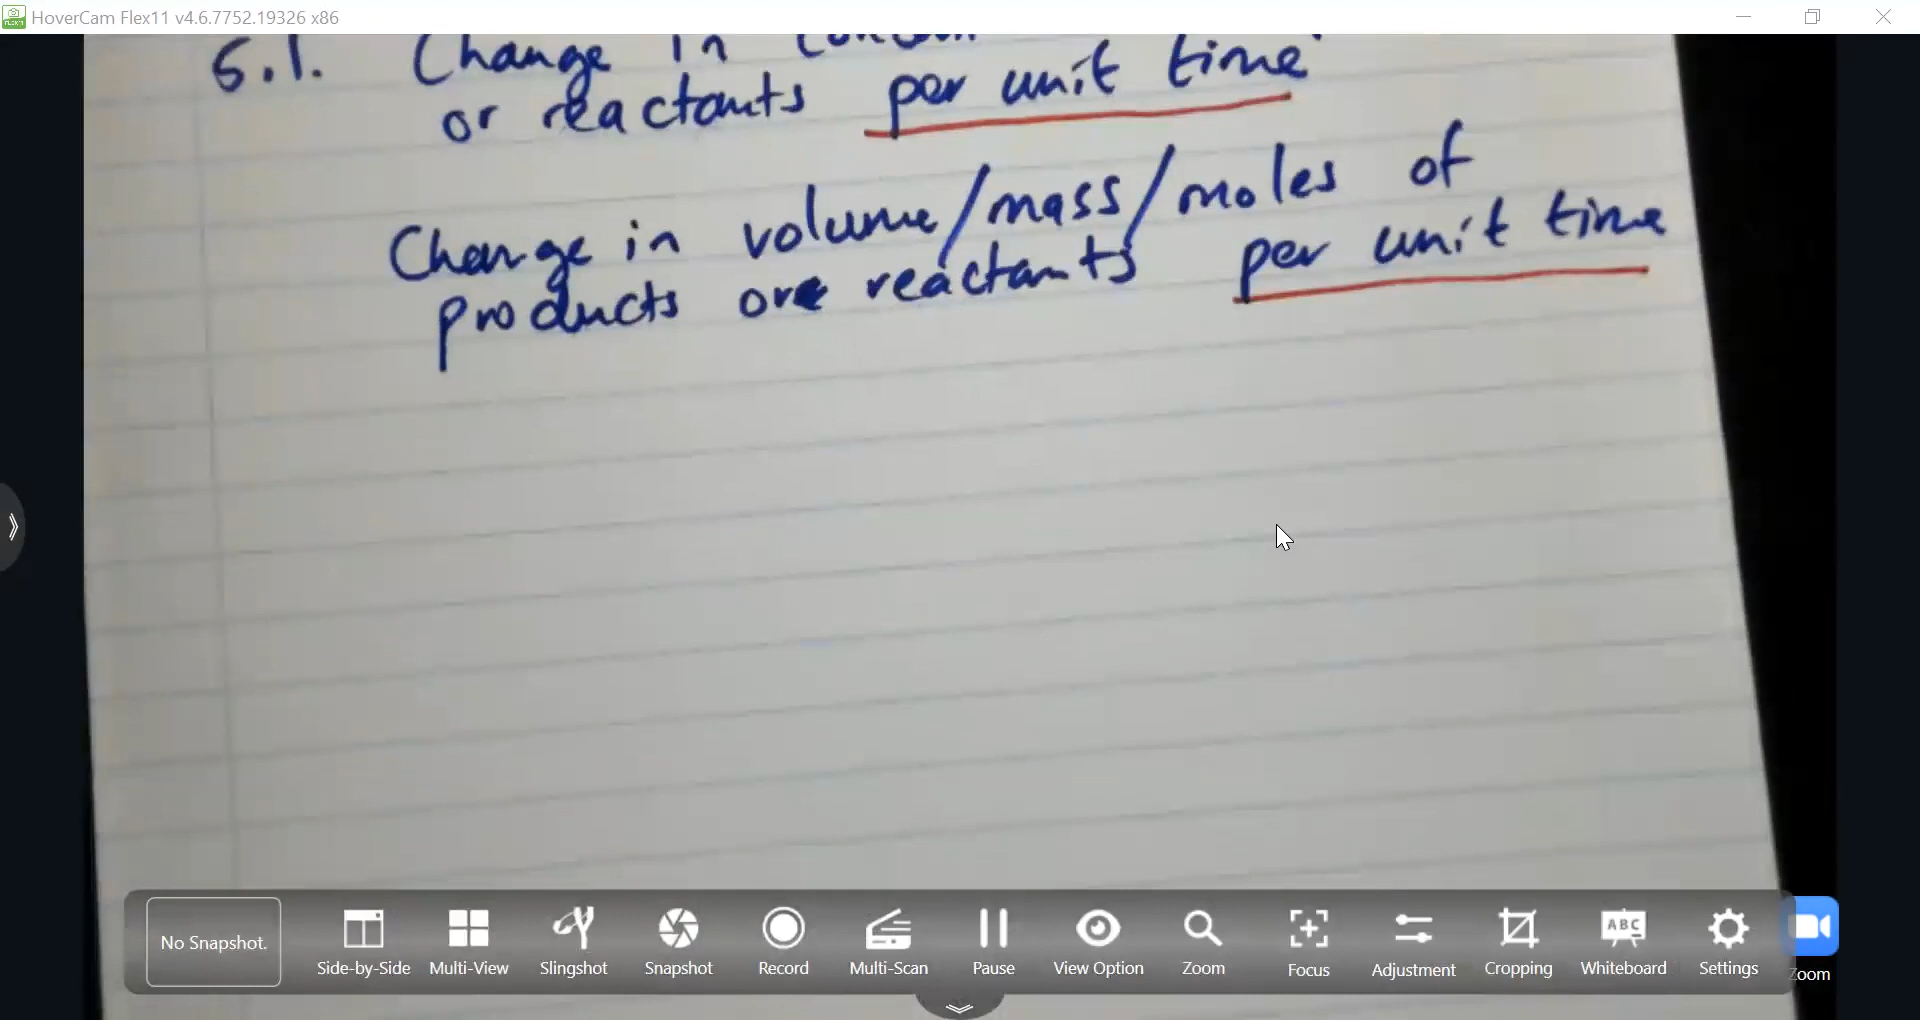 HoverCam Flex11 v4.6.7752.19326 x86
5.1. Change in
or reactants per unit time
Change in volume/mass/moles of
products or reactants per unit time
No Snapshot.
Side-by-Side
Multi-View
Slingshot
Snapshot
Record
Multi-Scan
Pause
View Option
Zoom
Focus
Adjustment
Cropping
ABC
Whiteboard
Settings
Zoom